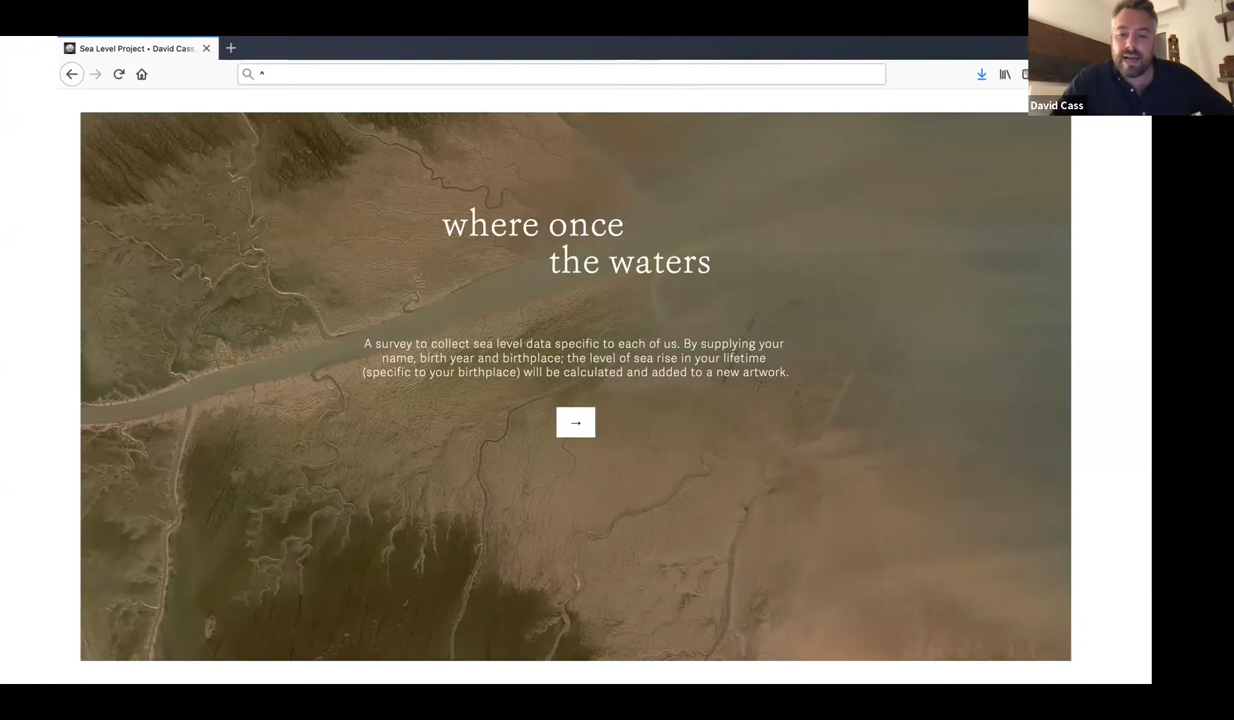 Sea Level Project • David Cass
^
David Cass
where once
the waters
A survey to collect sea level data specific to each of us. By supplying your
name, birth year and birthplace; the level of sea rise in your lifetime
(specific to your birthplace) will be calculated and added to a new artwork.
→